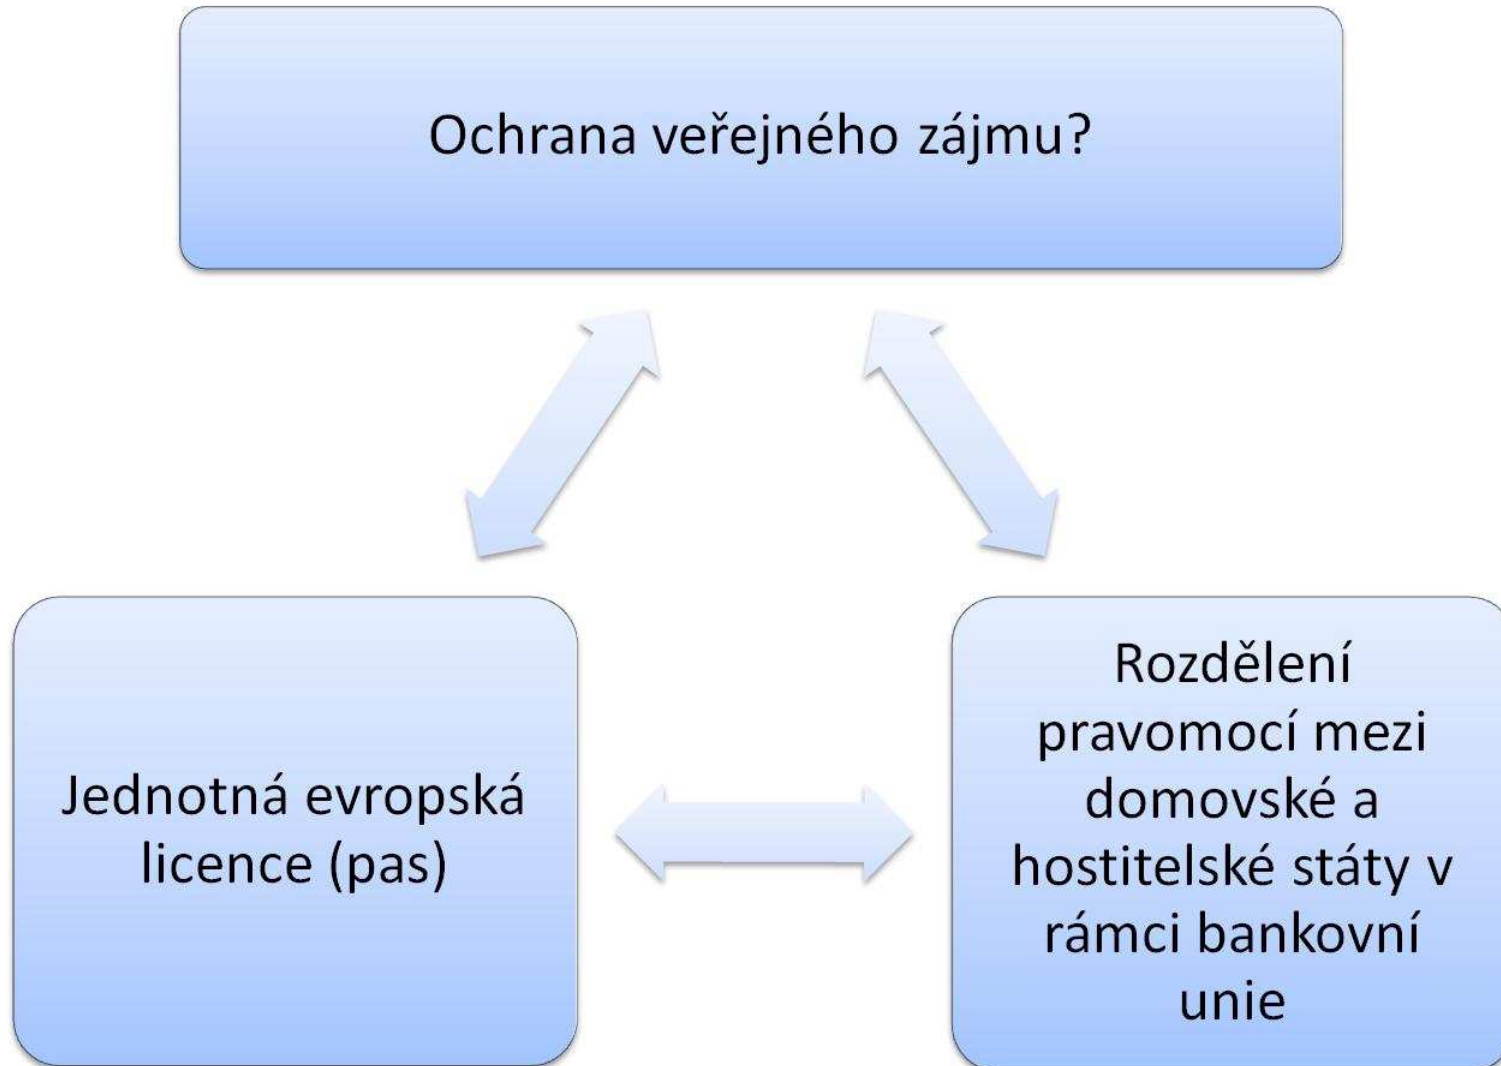 Ochrana veřejného zájmu?
Jednotná evropská
licence (pas)
Rozdělení
pravomocí mezi
domovské a
hostitelské státy v
rámci bankovní
unie